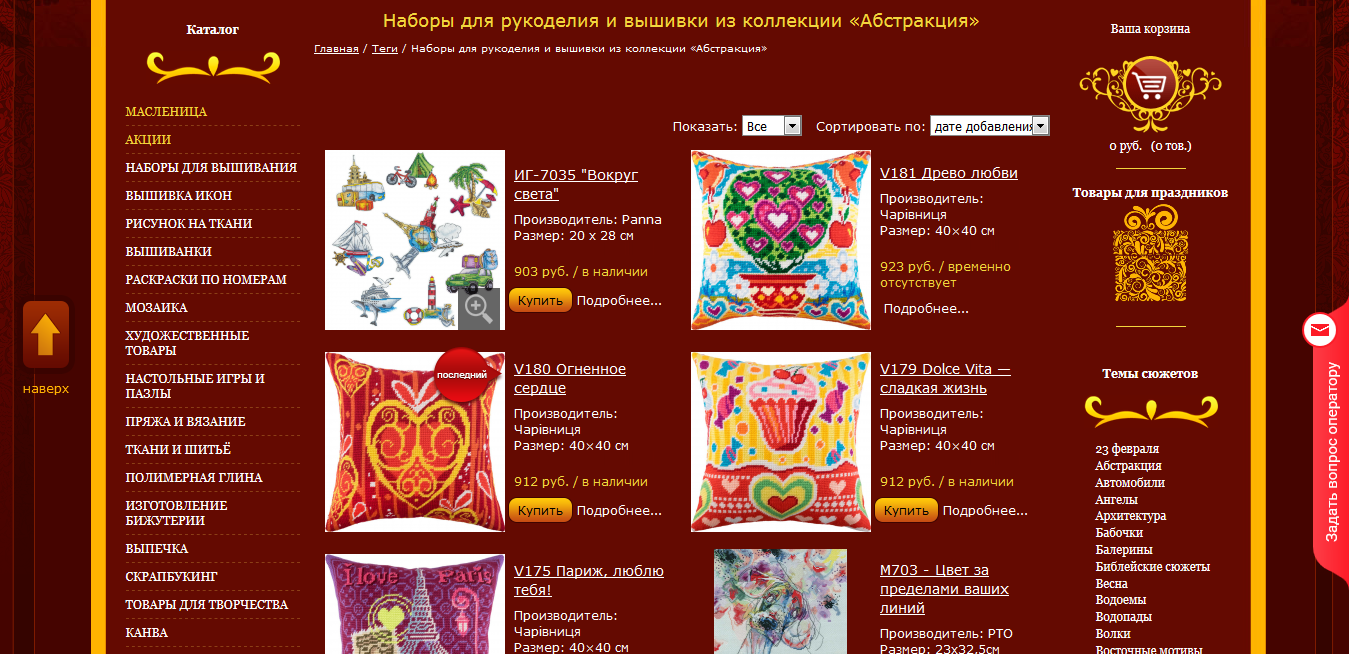 Каталог
МАСЛЕНИЦА
АКЦИИ
НАБОРЫ ДЛЯ ВЫШИВАНИЯ
ВЫШИВКА ИКОН
РИСУНОК НА ТКАНИ
ВЫШИВАНКИ
РАСКРАСКИ ПО НОМЕРАМ
МОЗАИКА
ХУДОЖЕСТВЕННЫЕ
ТОВАРЫ
НАСТОЛЬНЫЕ ИГРЫ И
ПАЗЛЫ
ПРЯЖА И ВЯЗАНИЕ
ТКАНИ И ШИТЬЁ
ПОЛИМЕРНАЯ ГЛИНА
ИЗГОТОВЛЕНИЕ
БИЖУТЕРИИ
ВЫПЕЧКА
СКРАПБУКИНГ
ТОВАРЫ ДЛЯ ТВОРЧЕСТВА
КАНВА
наверх
Наборы для рукоделия и вышивки из коллекции «Абстракция»
Главная / Теги / Наборы для рукоделия и вышивки из коллекции «Абстракция»
Показать: Все Сортировать по: дате добавления
ИГ-7035 "Вокруг
света"
Производитель: Panna
Размер: 20 x 28 см
903 руб. / в наличии
Купить Подробнее...
V181 Древо любви
Производитель:
Чарівниця
Размер: 40×40 см
923 руб. / временно
отсутствует
Подробнее...
последний
V180 Огненное
сердце
Производитель:
Чарівниця
Размер: 40×40 см
912 руб. / в наличии
Купить Подробнее...
V179 Dolce Vita —
сладкая жизнь
Производитель:
Чарівниця
Размер: 40×40 см
912 руб. / в наличии
Купить Подробнее...
I love Paris
V175 Париж, люблю
тебя!
Производитель:
Чарівниця
Размер: 40×40 см
М703 - Цвет за
пределами ваших
линий
Производитель: РТО
Размер: 23x32,5см
Ваша корзина
0 руб. (0 тов.)
Товары для праздников
Темы сюжетов
23 февраля
Абстракция
Автомобили
Ангелы
Архитектура
Бабочки
Балерины
Библейские сюжеты
Весна
Водоемы
Водопады
Волки
Восточные мотивы
Задать вопрос оператору